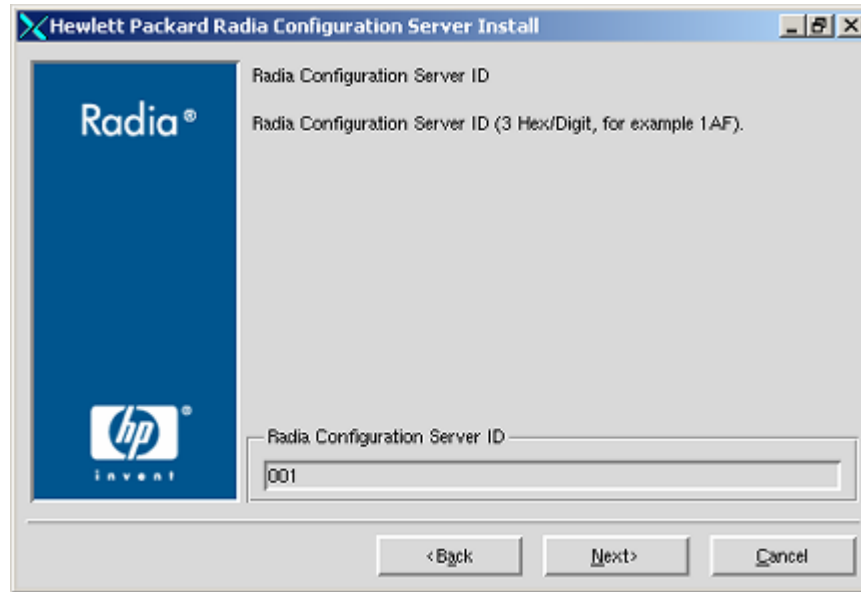 Hewlett Packard Radia Configuration Server Install
Radia®
Radia Configuration Server ID
Radia Configuration Server ID (3 Hex/Digit, for example 1AF).
hp®
invent
Radia Configuration Server ID
001
<Back
Next>
Cancel